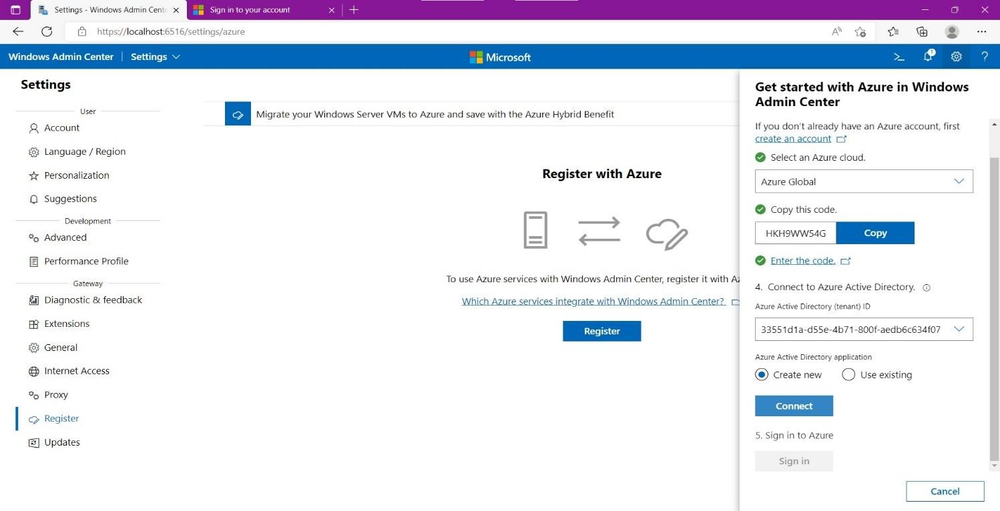 Settings - Windows Admin Cente
Sign in to your account
https://localhost:6516/settings/azure
Windows Admin Center
Settings
Microsoft
1
?
Settings
User
Account
Language / Region
Personalization
Suggestions
Development
Advanced
Performance Profile
Gateway
Diagnostic & feedback
Extensions
General
Internet Access
Proxy
Register
Updates
Migrate your Windows Server VMs to Azure and save with the Azure Hybrid Benefit
Register with Azure
To use Azure services with Windows Admin Center, register it with Az
Which Azure services integrate with Windows Admin Center?
Register
Get started with Azure in Windows
Admin Center
If you don't already have an Azure account, first
create an account
Select an Azure cloud.
Azure Global
Copy this code.
HKH9WW54G
Copy
Enter the code.
4. Connect to Azure Active Directory.
Azure Active Directory (tenant) ID
33551d1a-d55e-4b71-800f-aedb6c634f07
Azure Active Directory application
Create new
Use existing
Connect
5. Sign in to Azure
Sign in
Cancel